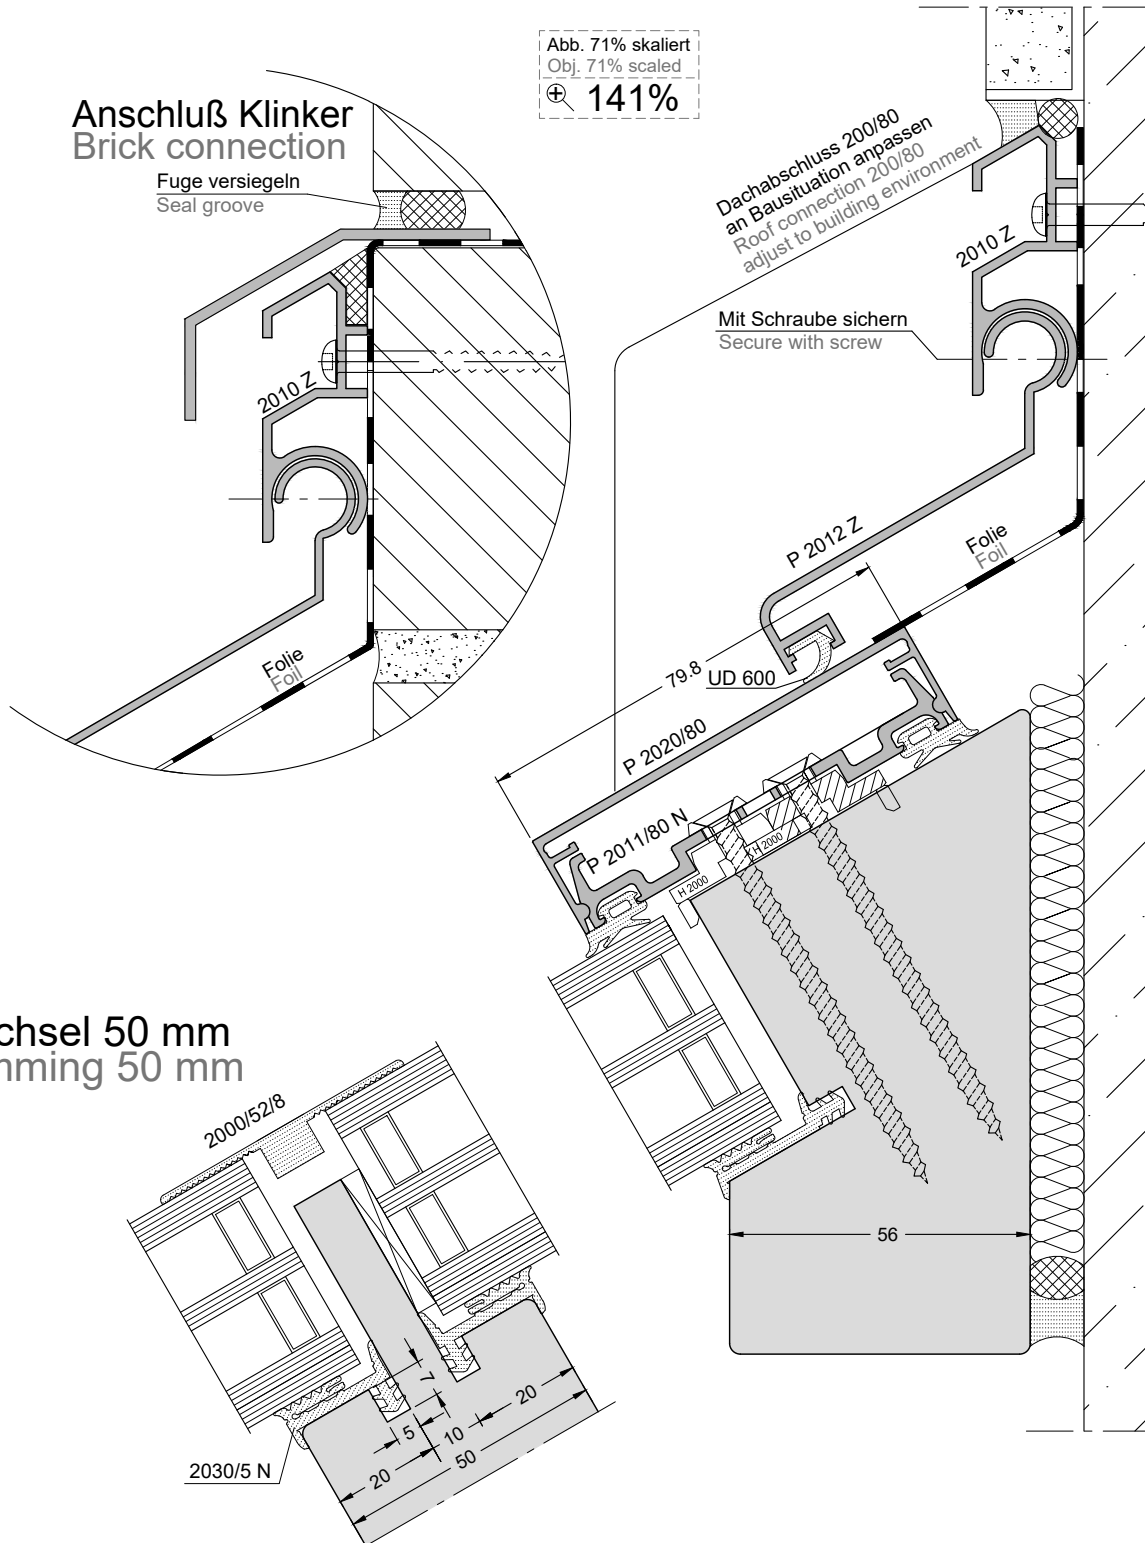 Abb. 71% skaliert
Obj. 71% scaled
141%
Anschluß Klinker
Brick connection
Fuge versiegeln
Seal groove
2010 Z
Folie
Foil
Dachabschluss 200/80
an Bausituation anpassen
Roof connection 200/80
adjust to building environment
2010 Z
Mit Schraube sichern
Secure with screw
P 2012 Z
Folie
Foil
79.8
UD 600
P 2020/80
P 2011/80 N
H 2000
H 2000
56
chsel 50 mm
mming 50 mm
2000/52/8
7
5
10
20
20
50
2030/5 N